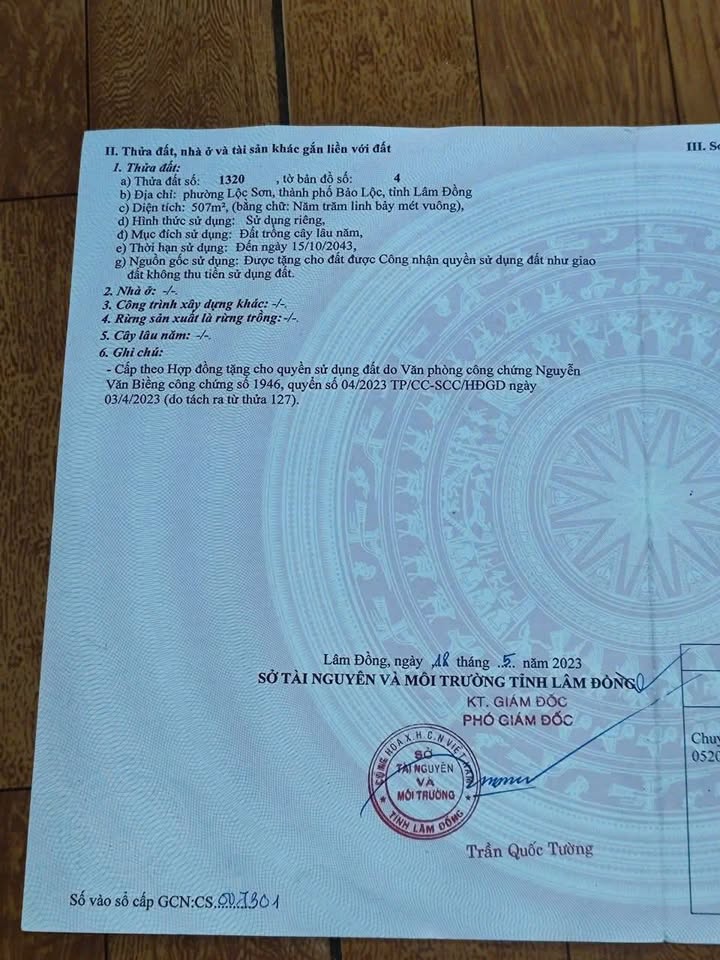 II. Thửa đất, nhà ở và tài sản khác gắn liền với đất
1. Thửa đất:
a) Thửa đất số: 1320 , tờ bản đồ số: 4
b) Địa chỉ: phường Lộc Sơn, thành phố Bảo Lộc, tỉnh Lâm Đồng
c) Diện tích: 507m², (bằng chữ: Năm trăm linh bảy mét vuông),
d) Hình thức sử dụng: Sử dụng riêng,
đ) Mục đích sử dụng: Đất trồng cây lâu năm,
e) Thời hạn sử dụng: Đến ngày 15/10/2043,
g) Nguồn gốc sử dụng: Được tặng cho đất được Công nhận quyền sử dụng đất như giao
đất không thu tiền sử dụng đất.
2. Nhà ở: -/-.
3. Công trình xây dựng khác: -/-.
4. Rừng sản xuất là rừng trồng: -/-.
5. Cây lâu năm: -/-.
6. Ghi chú:
- Cấp theo Hợp đồng tặng cho quyền sử dụng đất do Văn phòng công chứng Nguyễn
Văn Biềng công chứng số 1946, quyển số 04/2023 TP/CC-SCC/HĐGD ngày
03/4/2023 (do tách ra từ thửa 127).
III. S
Lâm Đồng, ngày 18 tháng 5 năm 2023
SỞ TÀI NGUYÊN VÀ MÔI TRƯỜNG TỈNH LÂM ĐỒNG
KT. GIÁM ĐỐC
PHÓ GIÁM ĐỐC
CỘNG HÒA X.H.C.N VIỆT NAM
SỞ
TÀI NGUYÊN
VÀ
MÔI TRƯỜNG
TỈNH LÂM ĐỒNG
Trần Quốc Tường
Chuy
0520
Số vào sổ cấp GCN:CS.007301